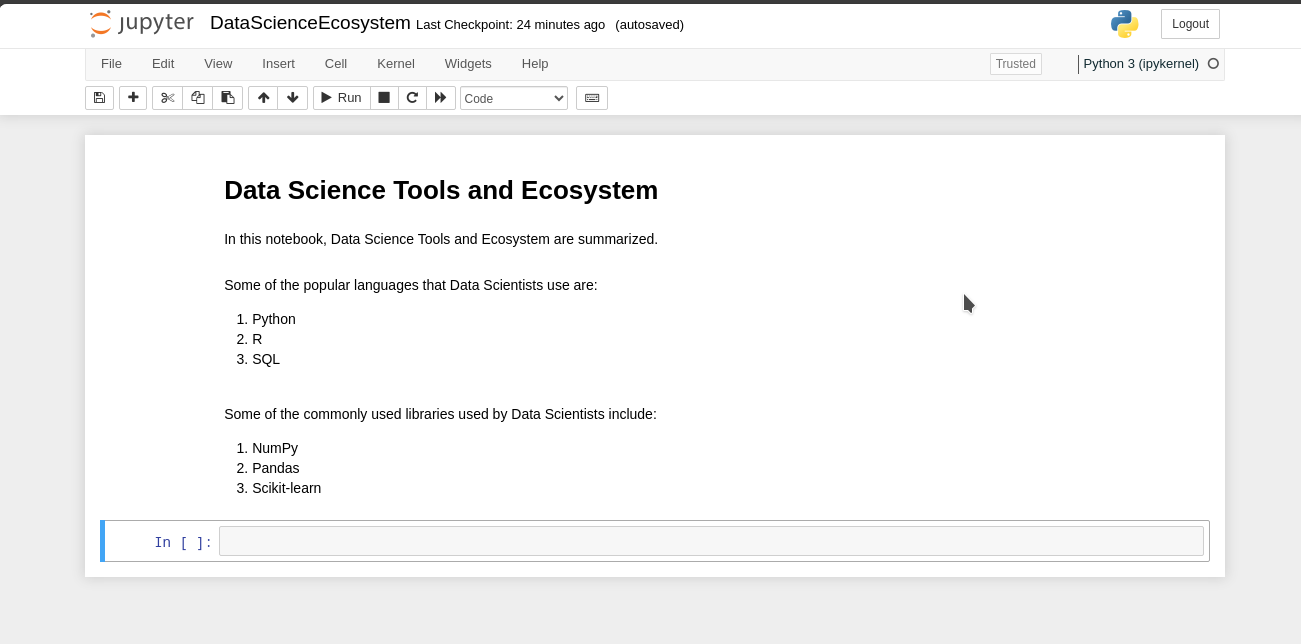 jupyter DataScienceEcosystem Last Checkpoint: 24 minutes ago (autosaved) Logout
File Edit View Insert Cell Kernel Widgets Help Trusted Python 3 (ipykernel)
Run Code
Data Science Tools and Ecosystem
In this notebook, Data Science Tools and Ecosystem are summarized.
Some of the popular languages that Data Scientists use are:
1. Python
2. R
3. SQL
Some of the commonly used libraries used by Data Scientists include:
1. NumPy
2. Pandas
3. Scikit-learn
In [ ]: